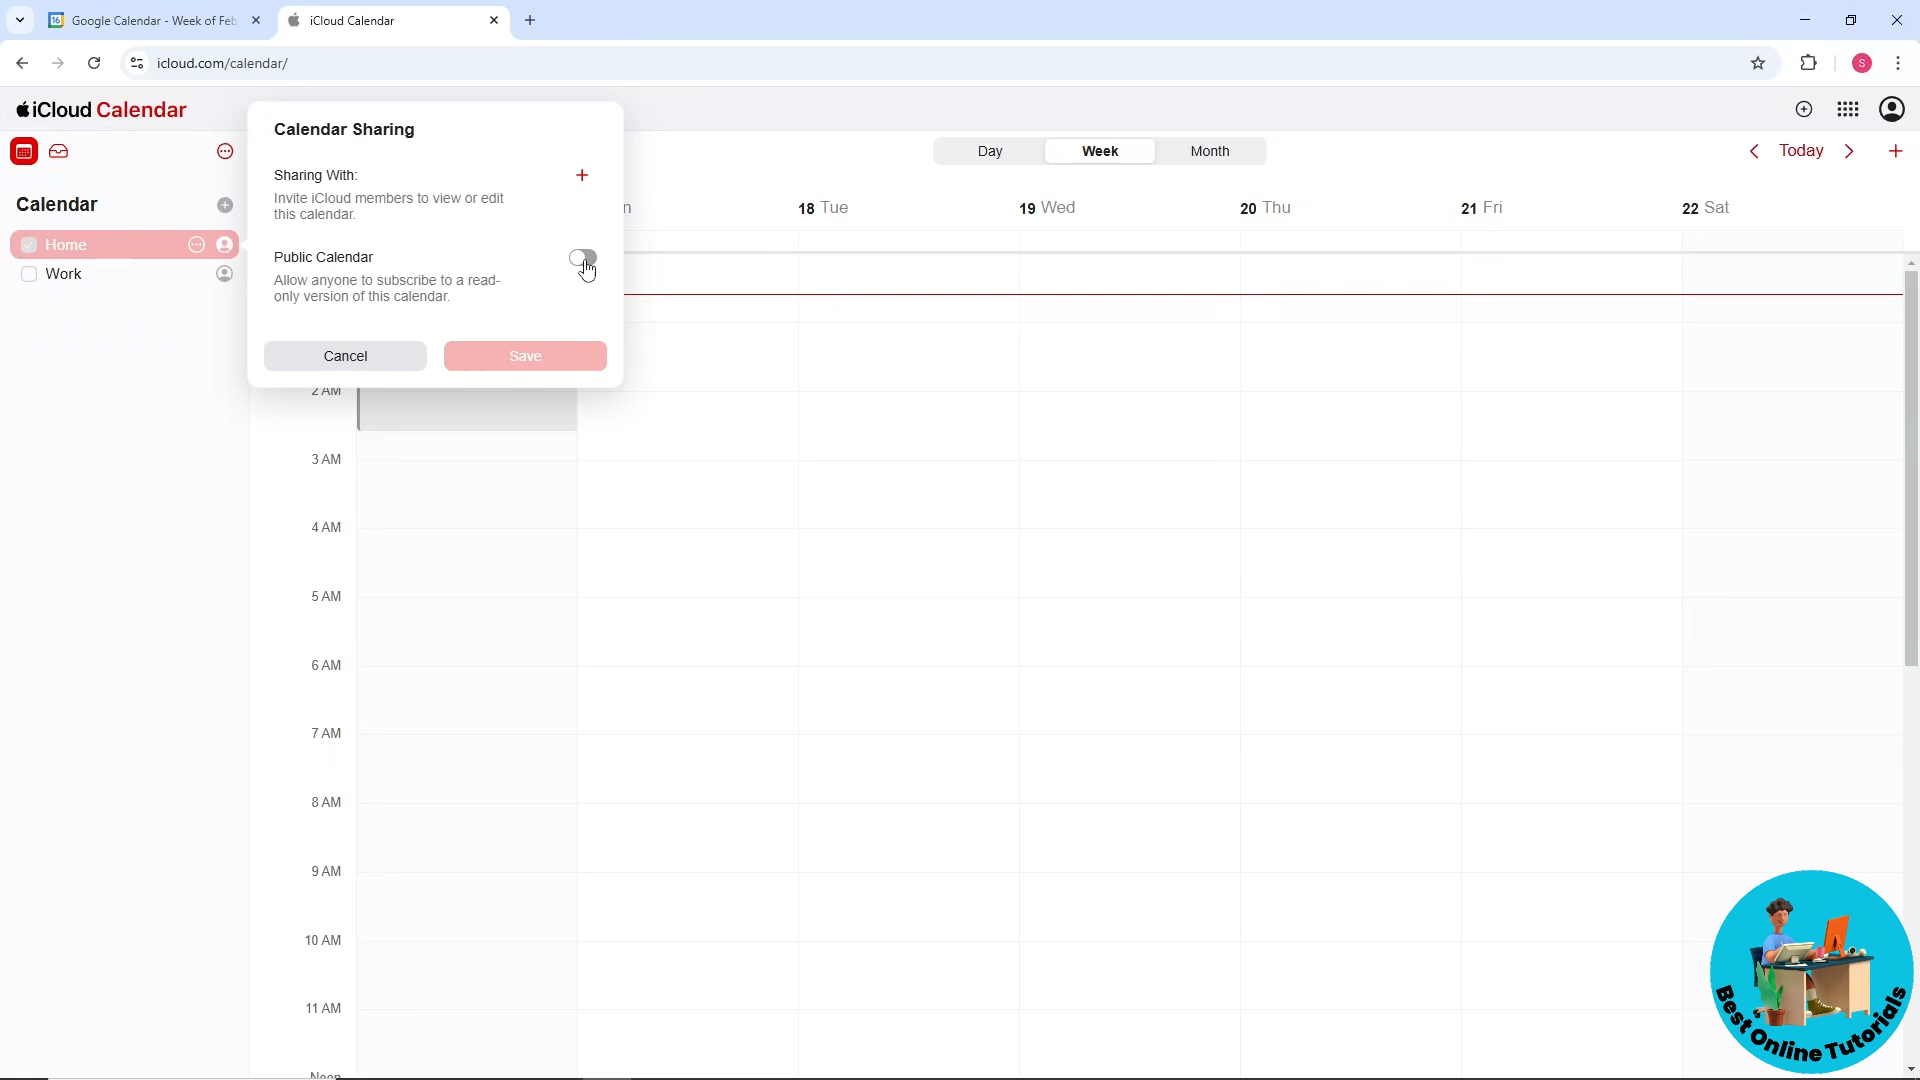 Google Calendar - Week of Feb
iCloud Calendar
icloud.com/calendar/
S
iCloud Calendar
Calendar
Home
Work
Calendar Sharing
Sharing With:
Invite iCloud members to view or edit
this calendar.
Public Calendar
Allow anyone to subscribe to a read-
only version of this calendar.
Cancel
Save
Day
Week
Month
Today
n
18 Tue
19 Wed
20 Thu
21 Fri
22 Sat
2 AM
3 AM
4 AM
5 AM
6 AM
7 AM
8 AM
9 AM
10 AM
11 AM
Noon
Best Online Tutorials